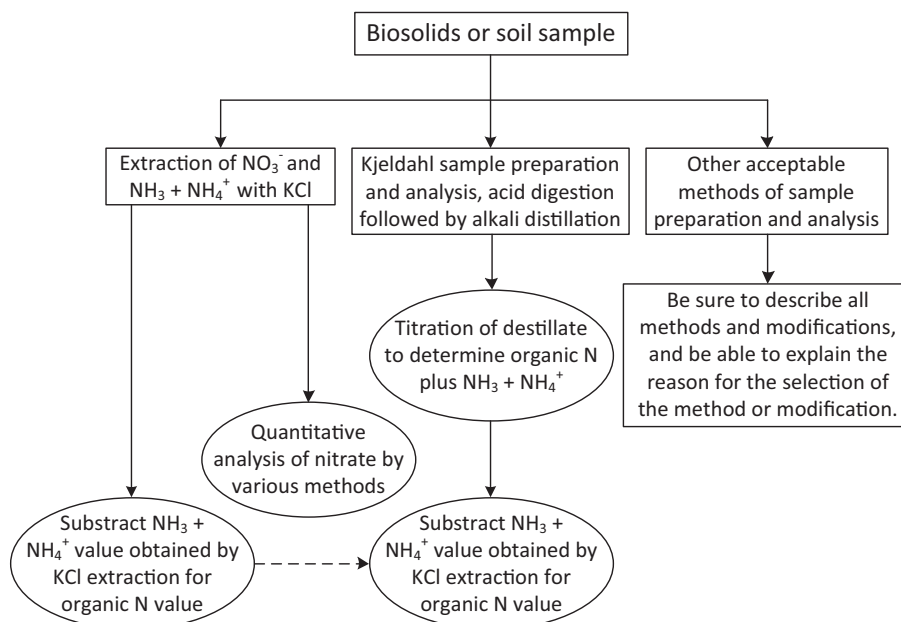 Biosolids or soil sample
Extraction of NO₃⁻ and
NH₃ + NH₄⁺ with KCl
Kjeldahl sample preparation
and analysis, acid digestion
followed by alkali distillation
Other acceptable
methods of sample
preparation and analysis
Titration of destillate
to determine organic N
plus NH₃ + NH₄⁺
Be sure to describe all
methods and modifications,
and be able to explain the
reason for the selection of
the method or modification.
Quantitative
analysis of nitrate by
various methods
Substract NH₃ +
NH₄⁺ value obtained by
KCl extraction for
organic N value
Substract NH₃ +
NH₄⁺ value obtained by
KCl extraction for
organic N value